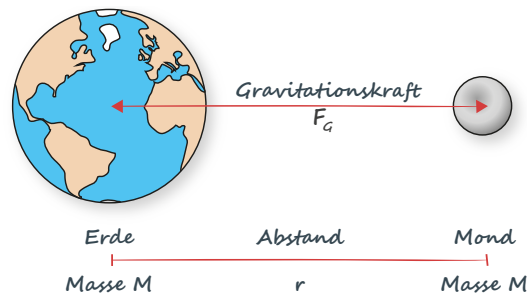 Gravitationskraft
F_G
Erde Abstand Mond
Masse M r Masse M